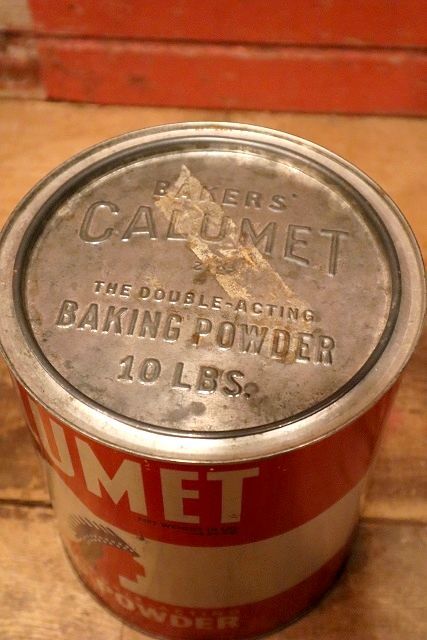 BAKERS'
CALUMET
THE DOUBLE-ACTING
BAKING POWDER
10 LBS.
UMET
POWDER